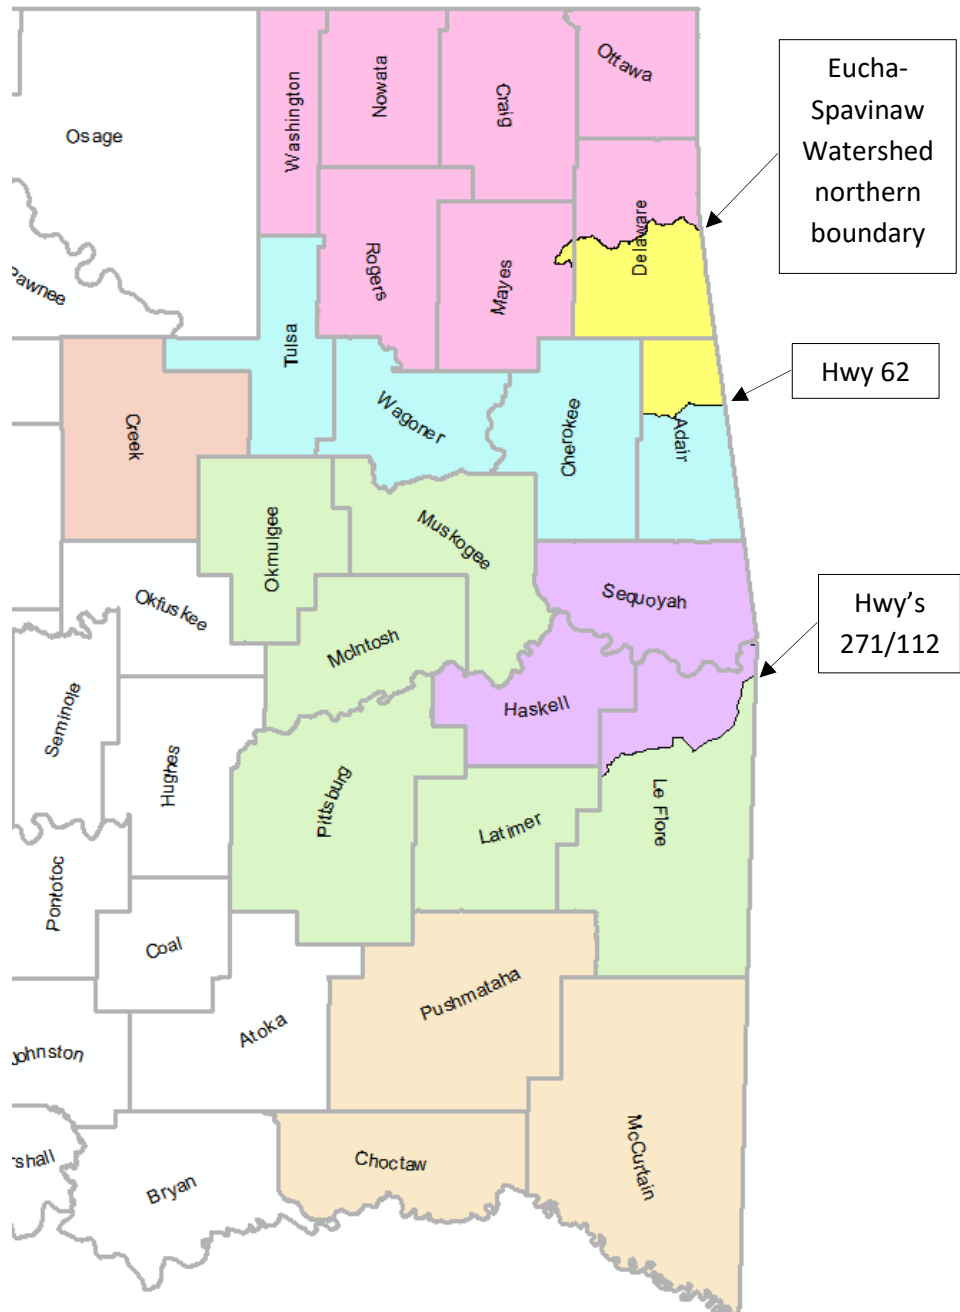 Ottawa
Nowata
Craig
Washington
Osage
Eucha-
Spavinaw
Watershed
northern
boundary
Delaware
Rogers
Mayes
Pawnee
Tulsa
Hwy 62
Wagoner
Cherokee
Creek
Adair
Muskogee
Okmulgee
Sequoyah
Okfuskee
Hwy's
271/112
McIntosh
Haskell
Seminole
Hughes
Pittsburg
Le Flore
Latimer
Pontotoc
Coal
Pushmataha
Atoka
Johnston
McCurtain
Choctaw
rshall
Bryan